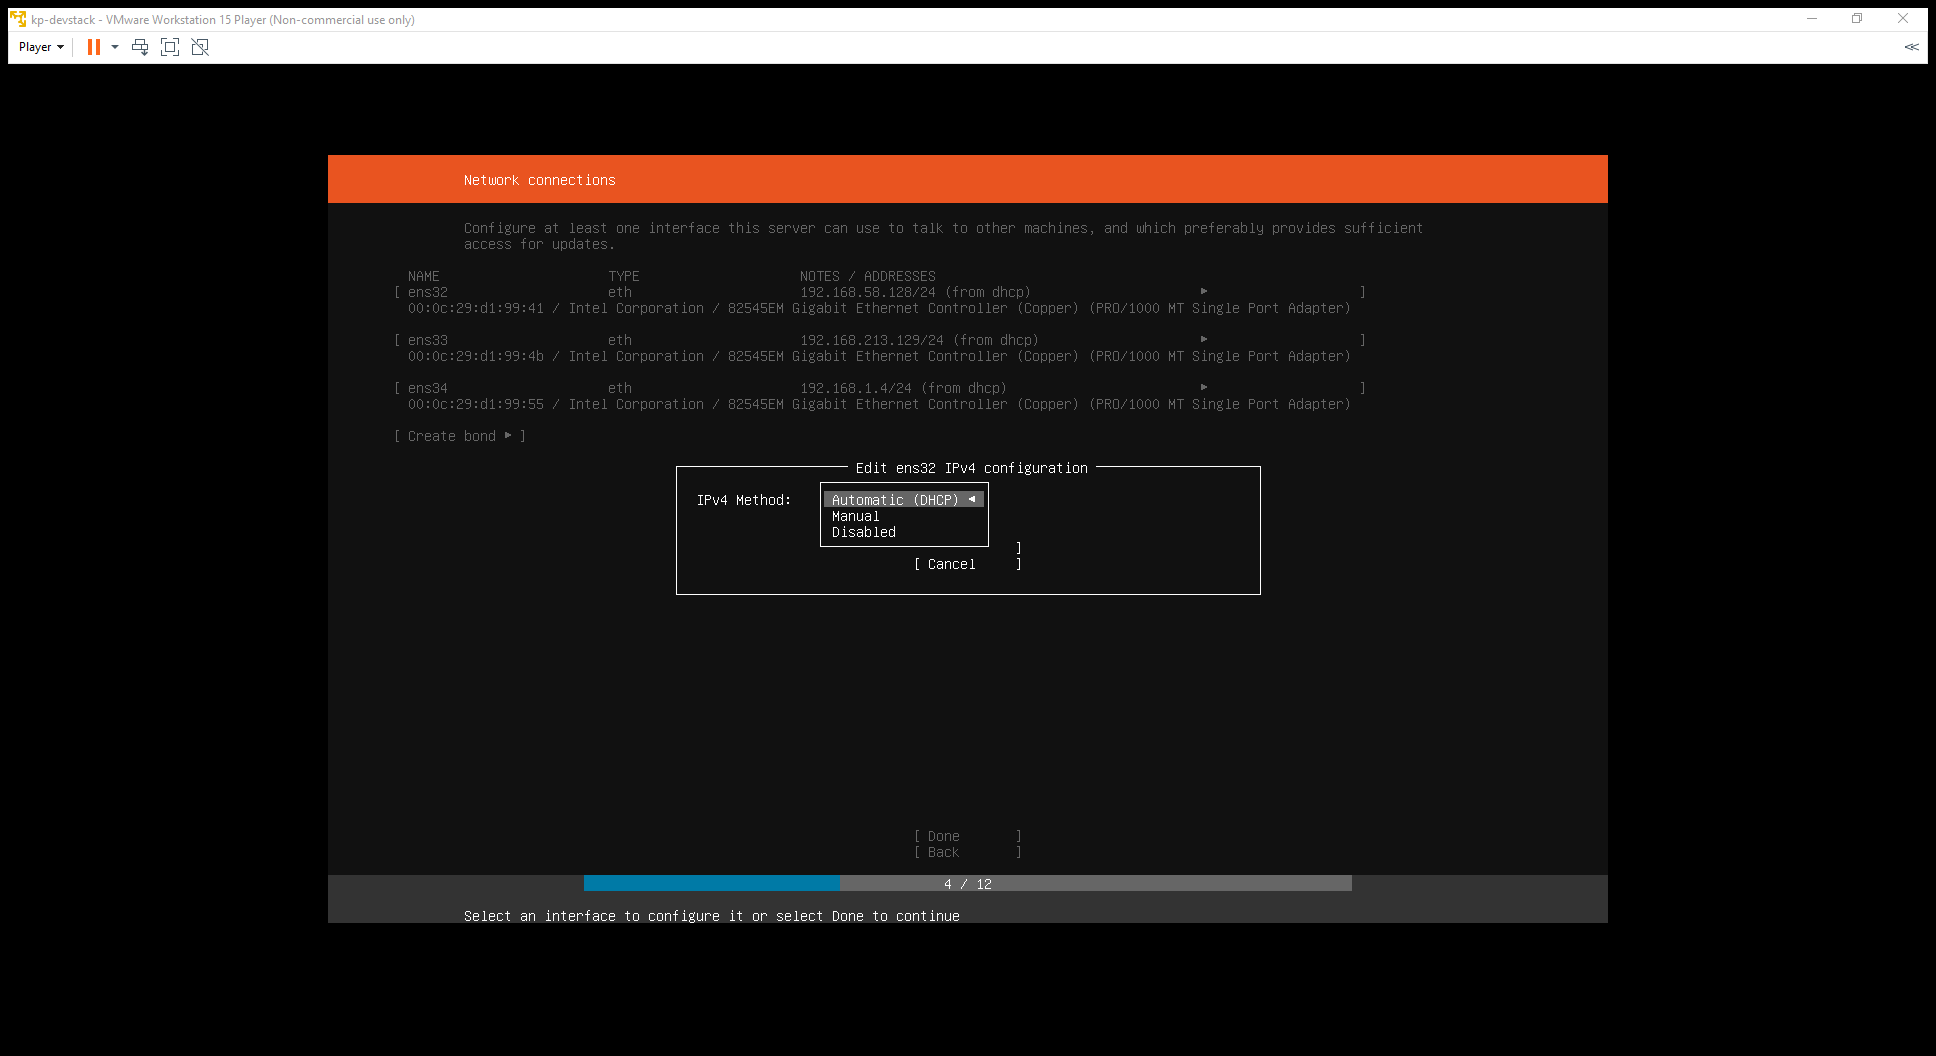 kp-devstack - VMware Workstation 15 Player (Non-commercial use only)
Player
Network connections
Configure at least one interface this server can use to talk to other machines, and which preferably provides sufficient
access for updates.
NAME TYPE NOTES / ADDRESSES
[ ens32 eth 192.168.58.128/24 (from dhcp) ▸ ]
00:0c:29:d1:99:41 / Intel Corporation / 82545EM Gigabit Ethernet Controller (Copper) (PRO/1000 MT Single Port Adapter)
[ ens33 eth 192.168.213.129/24 (from dhcp) ▸ ]
00:0c:29:d1:99:4b / Intel Corporation / 82545EM Gigabit Ethernet Controller (Copper) (PRO/1000 MT Single Port Adapter)
[ ens34 eth 192.168.1.4/24 (from dhcp) ▸ ]
00:0c:29:d1:99:55 / Intel Corporation / 82545EM Gigabit Ethernet Controller (Copper) (PRO/1000 MT Single Port Adapter)
[ Create bond ▸ ]
Edit ens32 IPv4 configuration
IPv4 Method: Automatic (DHCP) ◂
Manual
Disabled
]
[ Cancel ]
[ Done ]
[ Back ]
4 / 12
Select an interface to configure it or select Done to continue